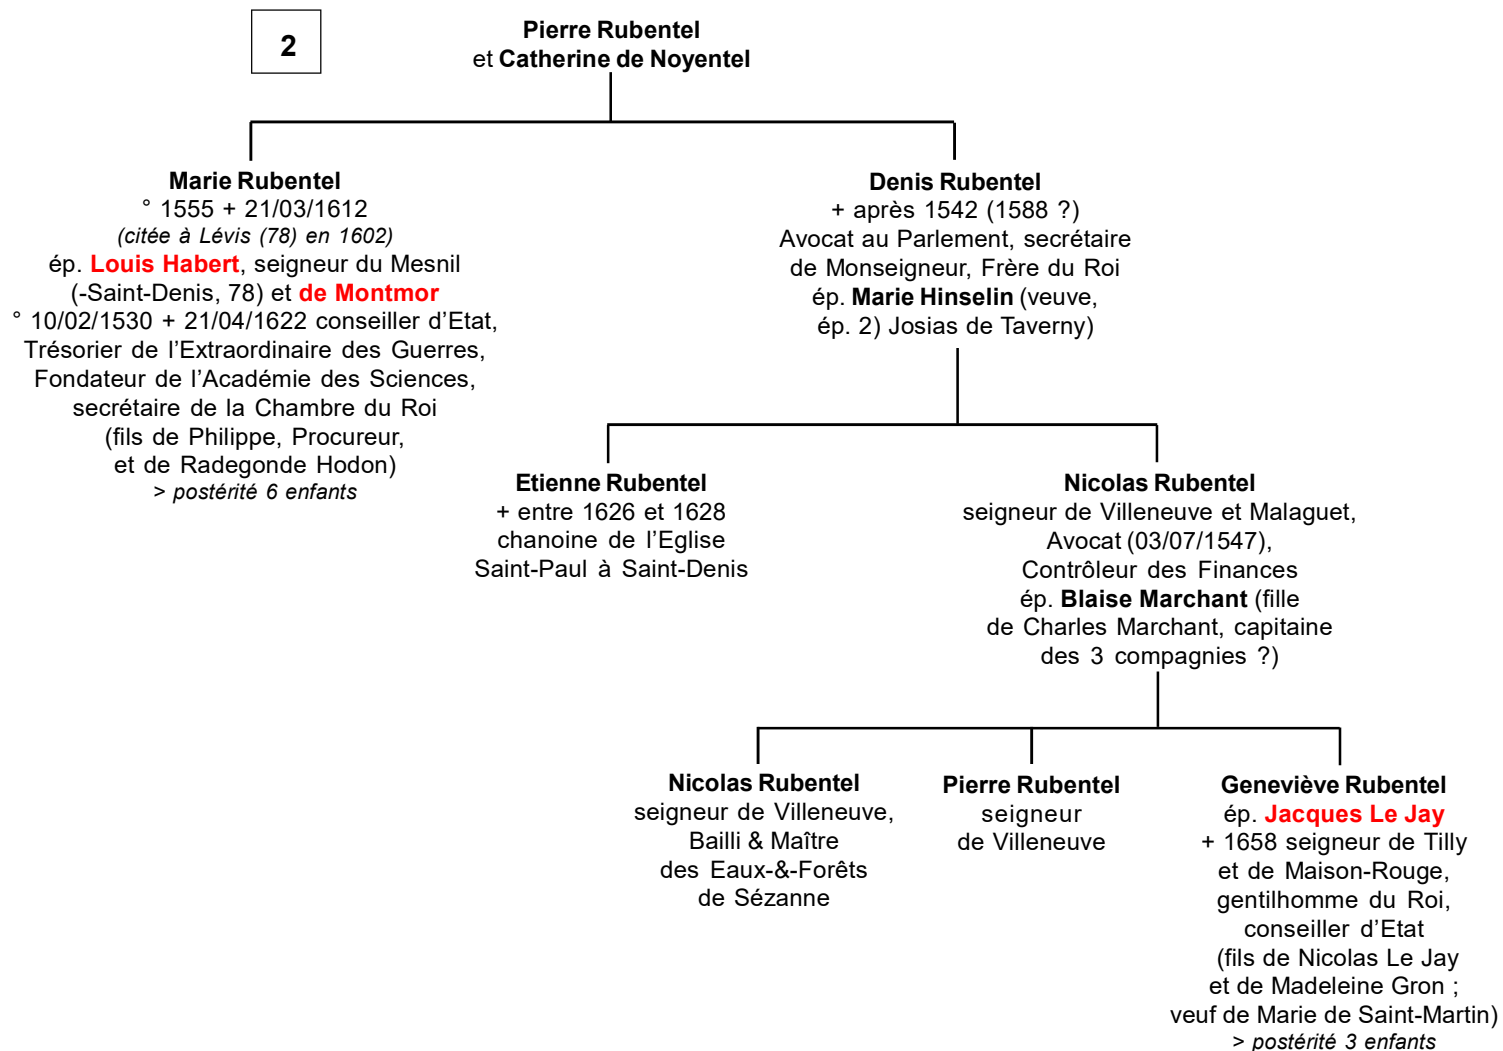 2
Pierre Rubentel
et Catherine de Noyentel
Marie Rubentel
° 1555 + 21/03/1612
(citée à Lévis (78) en 1602)
ép. Louis Habert, seigneur du Mesnil
(-Saint-Denis, 78) et de Montmor
° 10/02/1530 + 21/04/1622 conseiller d’Etat,
Trésorier de l’Extraordinaire des Guerres,
Fondateur de l’Académie des Sciences,
secrétaire de la Chambre du Roi
(fils de Philippe, Procureur,
et de Radegonde Hodon)
> postérité 6 enfants
Denis Rubentel
+ après 1542 (1588 ?)
Avocat au Parlement, secrétaire
de Monseigneur, Frère du Roi
ép. Marie Hinselin (veuve,
ép. 2) Josias de Taverny)
Etienne Rubentel
+ entre 1626 et 1628
chanoine de l’Eglise
Saint-Paul à Saint-Denis
Nicolas Rubentel
seigneur de Villeneuve et Malaguet,
Avocat (03/07/1547),
Contrôleur des Finances
ép. Blaise Marchant (fille
de Charles Marchant, capitaine
des 3 compagnies ?)
Nicolas Rubentel
seigneur de Villeneuve,
Bailli & Maître
des Eaux-&-Forêts
de Sézanne
Pierre Rubentel
seigneur
de Villeneuve
Geneviève Rubentel
ép. Jacques Le Jay
+ 1658 seigneur de Tilly
et de Maison-Rouge,
gentilhomme du Roi,
conseiller d’Etat
(fils de Nicolas Le Jay
et de Madeleine Gron ;
veuf de Marie de Saint-Martin)
> postérité 3 enfants